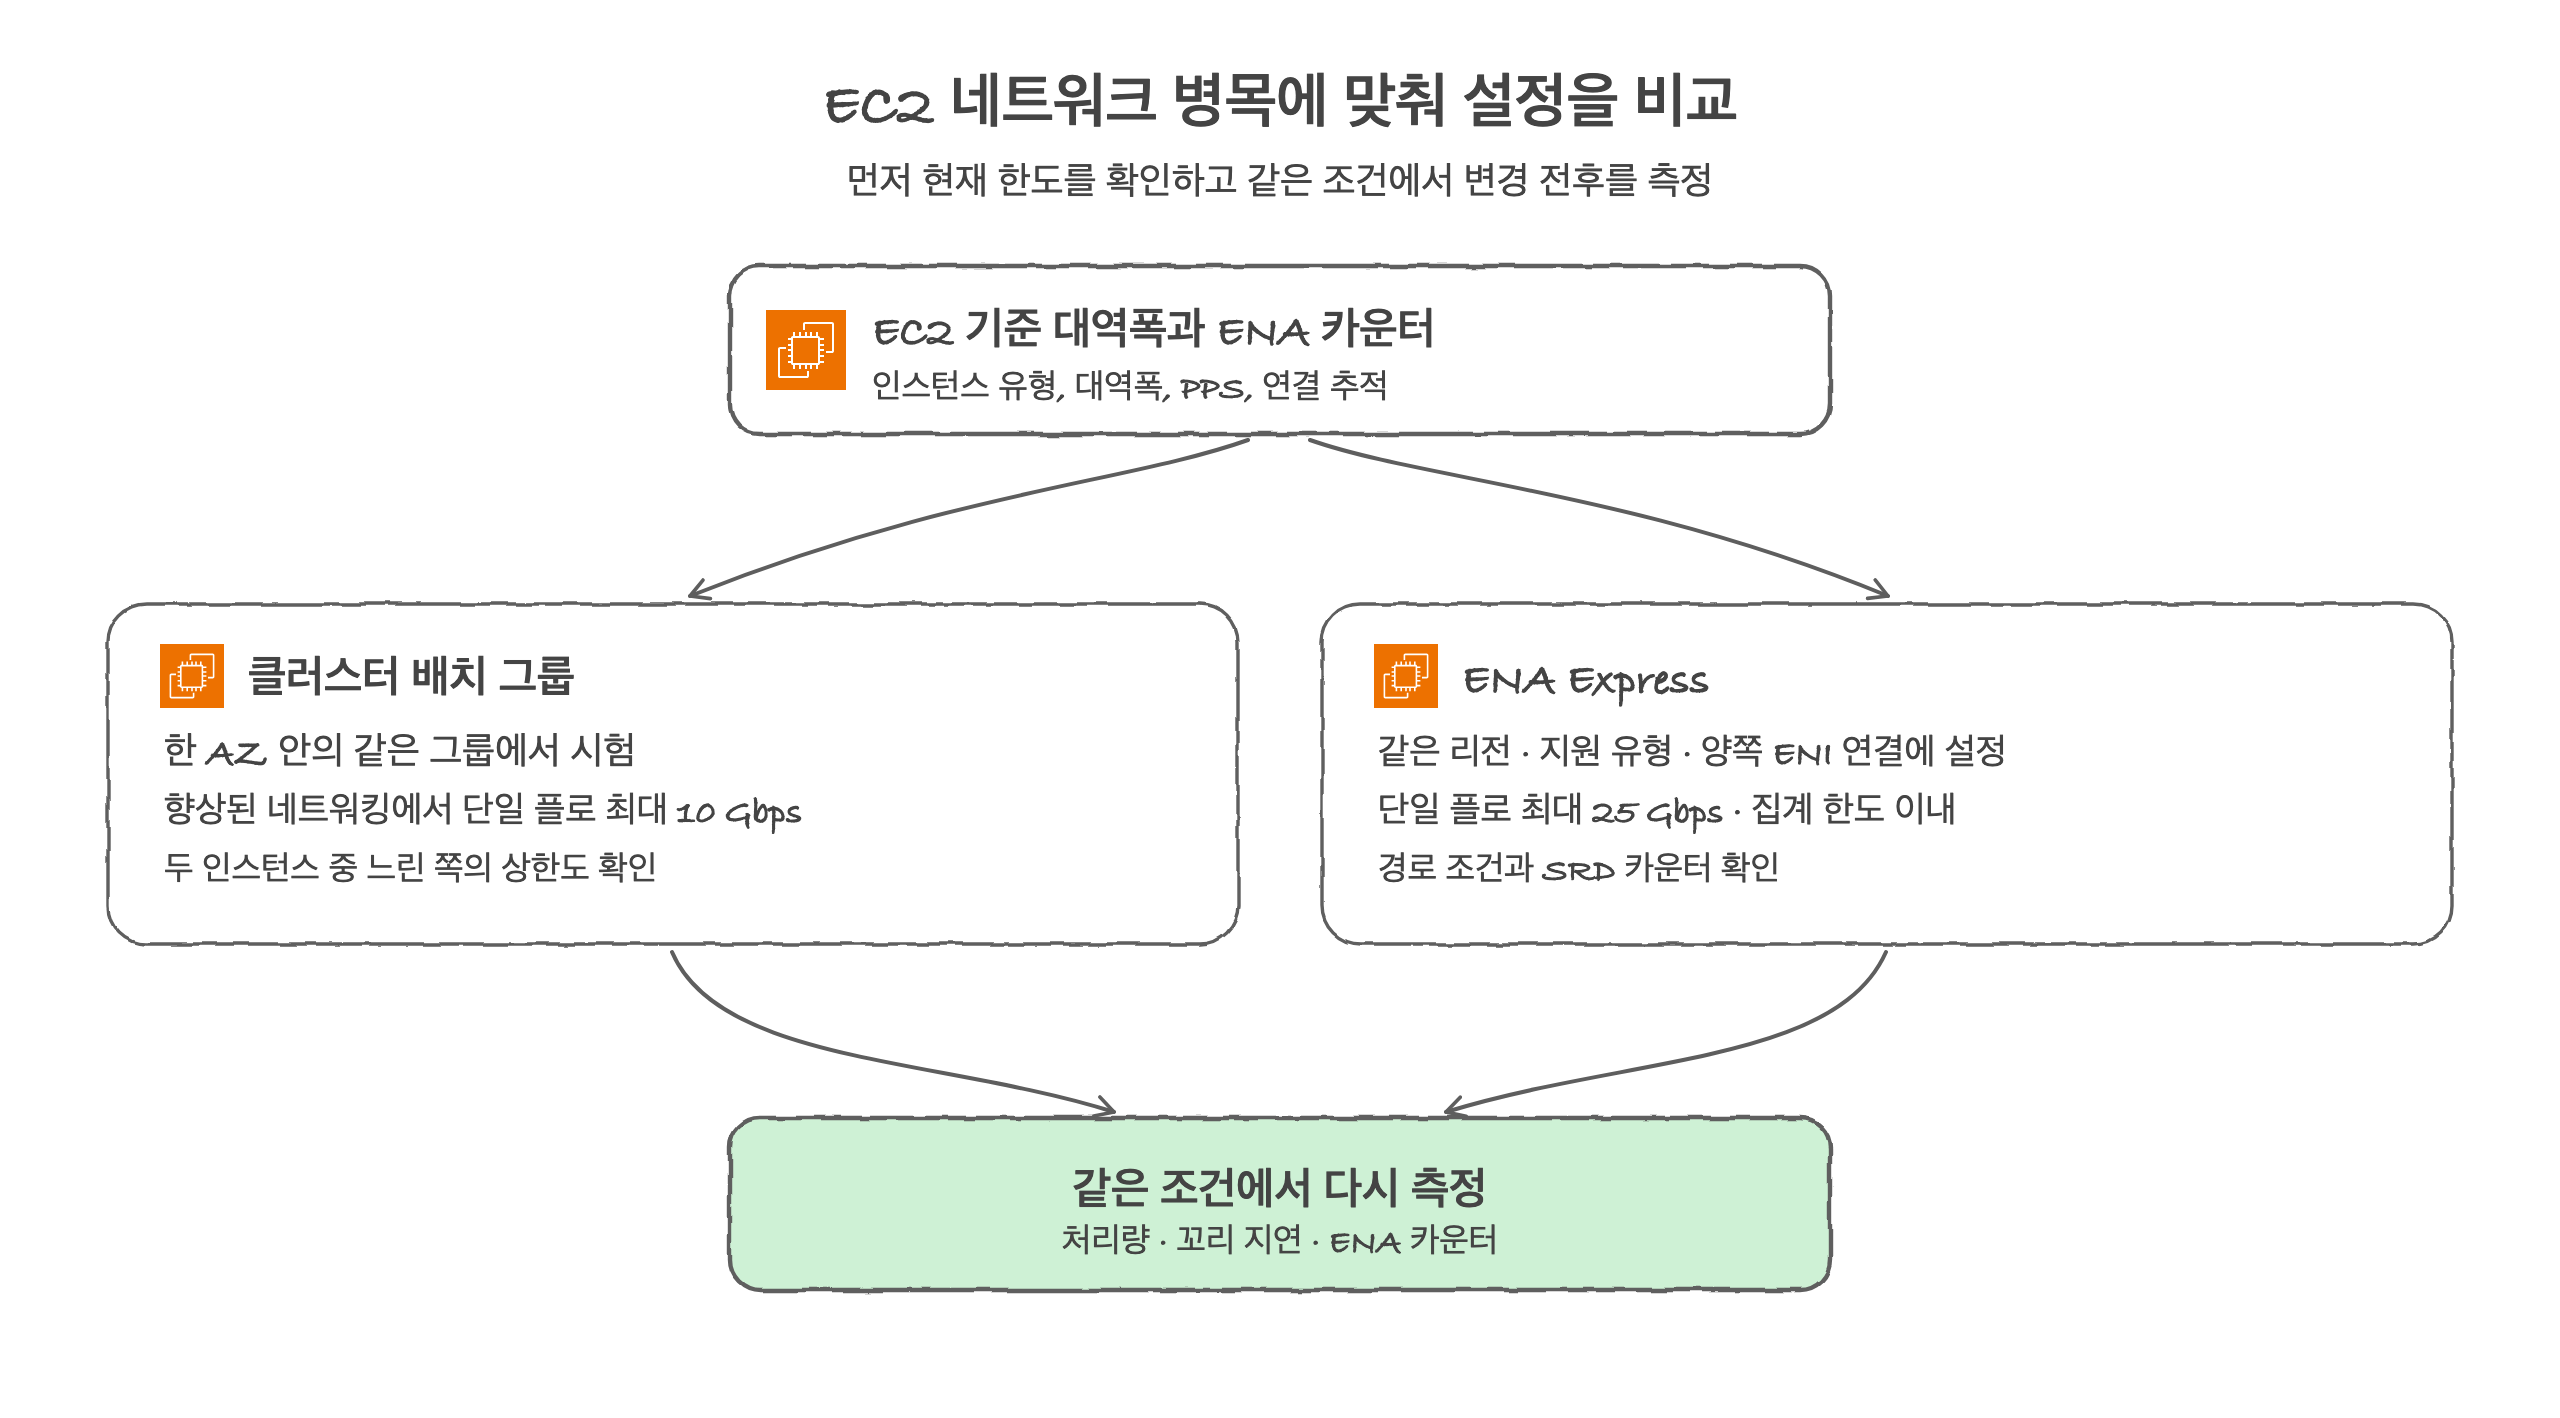 EC2 네트워크 병목에 맞춰 설정을 비교
먼저 현재 한도를 확인하고 같은 조건에서 변경 전후를 측정
EC2 기준 대역폭과 ENA 카운터
인스턴스 유형, 대역폭, PPS, 연결 추적
클러스터 배치 그룹
한 AZ 안의 같은 그룹에서 시험
향상된 네트워킹에서 단일 플로 최대 10 Gbps
두 인스턴스 중 느린 쪽의 상한도 확인
ENA Express
같은 리전 · 지원 유형 · 양쪽 ENI 연결에 설정
단일 플로 최대 25 Gbps · 집계 한도 이내
경로 조건과 SRD 카운터 확인
같은 조건에서 다시 측정
처리량 · 꼬리 지연 · ENA 카운터